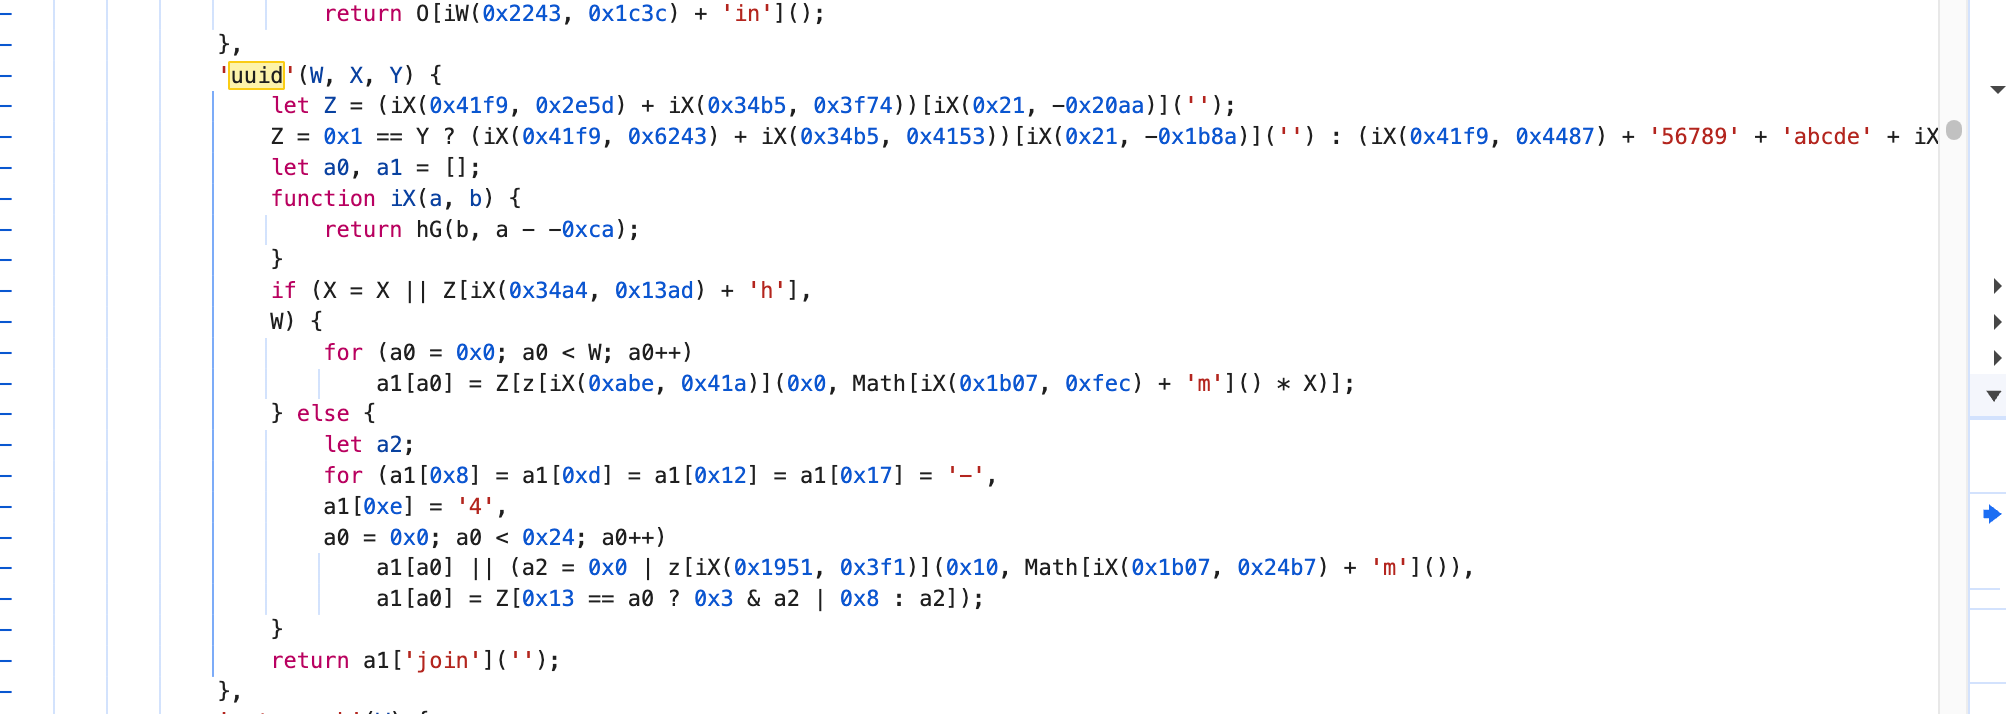 return O[iW(0x2243, 0x1c3c) + 'in']();
},
'uuid'(W, X, Y) {
let Z = (iX(0x41f9, 0x2e5d) + iX(0x34b5, 0x3f74))[iX(0x21, -0x20aa)]('');
Z = 0x1 == Y ? (iX(0x41f9, 0x6243) + iX(0x34b5, 0x4153))[iX(0x21, -0x1b8a)]('') : (iX(0x41f9, 0x4487) + '56789' + 'abcde' + iX
let a0, a1 = [];
function iX(a, b) {
return hG(b, a - -0xca);
}
if (X = X || Z[iX(0x34a4, 0x13ad) + 'h'],
W) {
for (a0 = 0x0; a0 < W; a0++)
a1[a0] = Z[z[iX(0xabe, 0x41a)](0x0, Math[iX(0x1b07, 0xfec) + 'm']() * X)];
} else {
let a2;
for (a1[0x8] = a1[0xd] = a1[0x12] = a1[0x17] = '-',
a1[0xe] = '4',
a0 = 0x0; a0 < 0x24; a0++)
a1[a0] || (a2 = 0x0 | z[iX(0x1951, 0x3f1)](0x10, Math[iX(0x1b07, 0x24b7) + 'm']()),
a1[a0] = Z[0x13 == a0 ? 0x3 & a2 | 0x8 : a2]);
}
return a1['join']('');
},